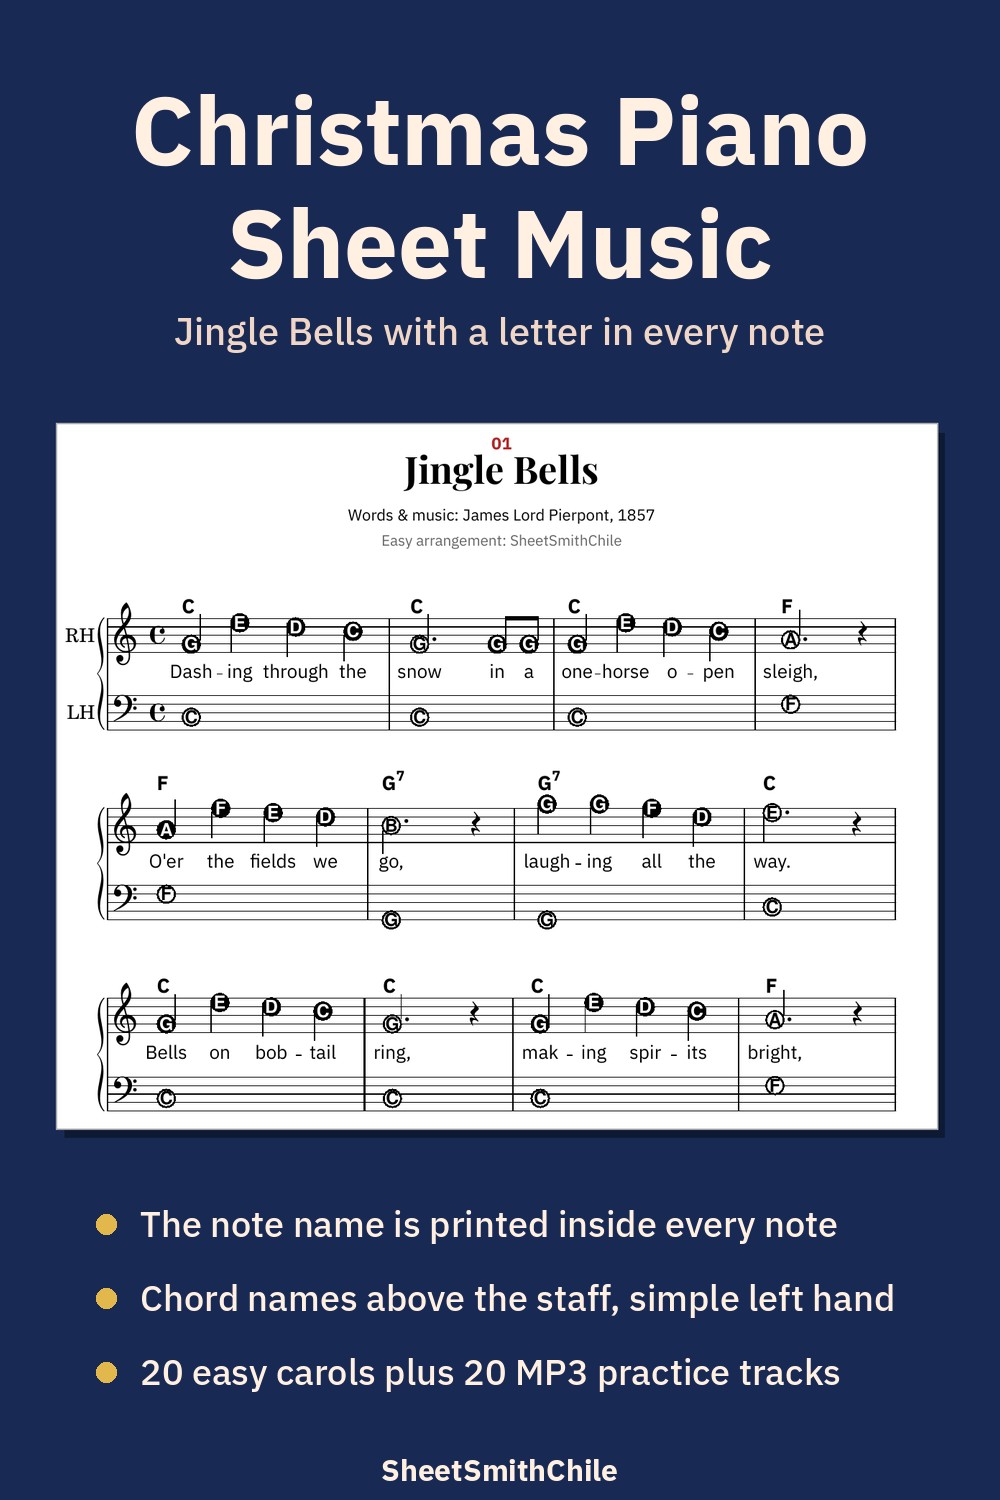 Christmas Piano
Sheet Music
Jingle Bells with a letter in every note
01
Jingle Bells
Words & music: James Lord Pierpont, 1857
Easy arrangement: SheetSmithChile
C C C F
RH G E D C G G G G E D C A
Dash - ing through the snow in a one - horse o - pen sleigh,
LH C C C F
F G7 G7 C
A F E D B G G F D E
O'er the fields we go, laugh - ing all the way.
F G G C
C C C F
G E D C G G E D C A
Bells on bob - tail ring, mak - ing spir - its bright,
C C C F
The note name is printed inside every note
Chord names above the staff, simple left hand
20 easy carols plus 20 MP3 practice tracks
SheetSmithChile